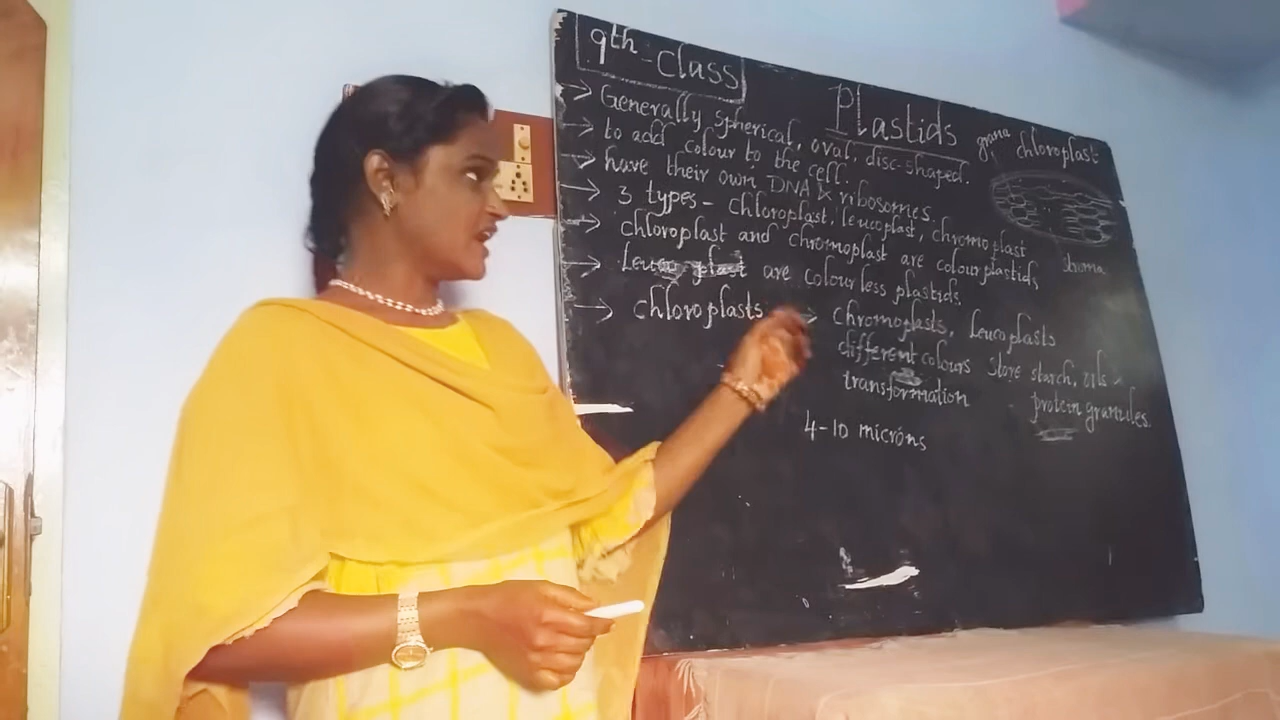 9th-class
Plastids
→ Generally spherical, oval, disc-shaped.
→ to add colour to the cell.
→ have their own DNA & ribosomes.
→ 3 types - chloroplast, leucoplast, chromoplast
→ chloroplast and chromoplast are colourplastids
→ Leucoplast are colourless plastids.
→ chloroplasts → chromoplasts, Leucoplasts
different colours store starch, oils -
transformation protein granules.
4-10 microns
grana chloroplast
stroma